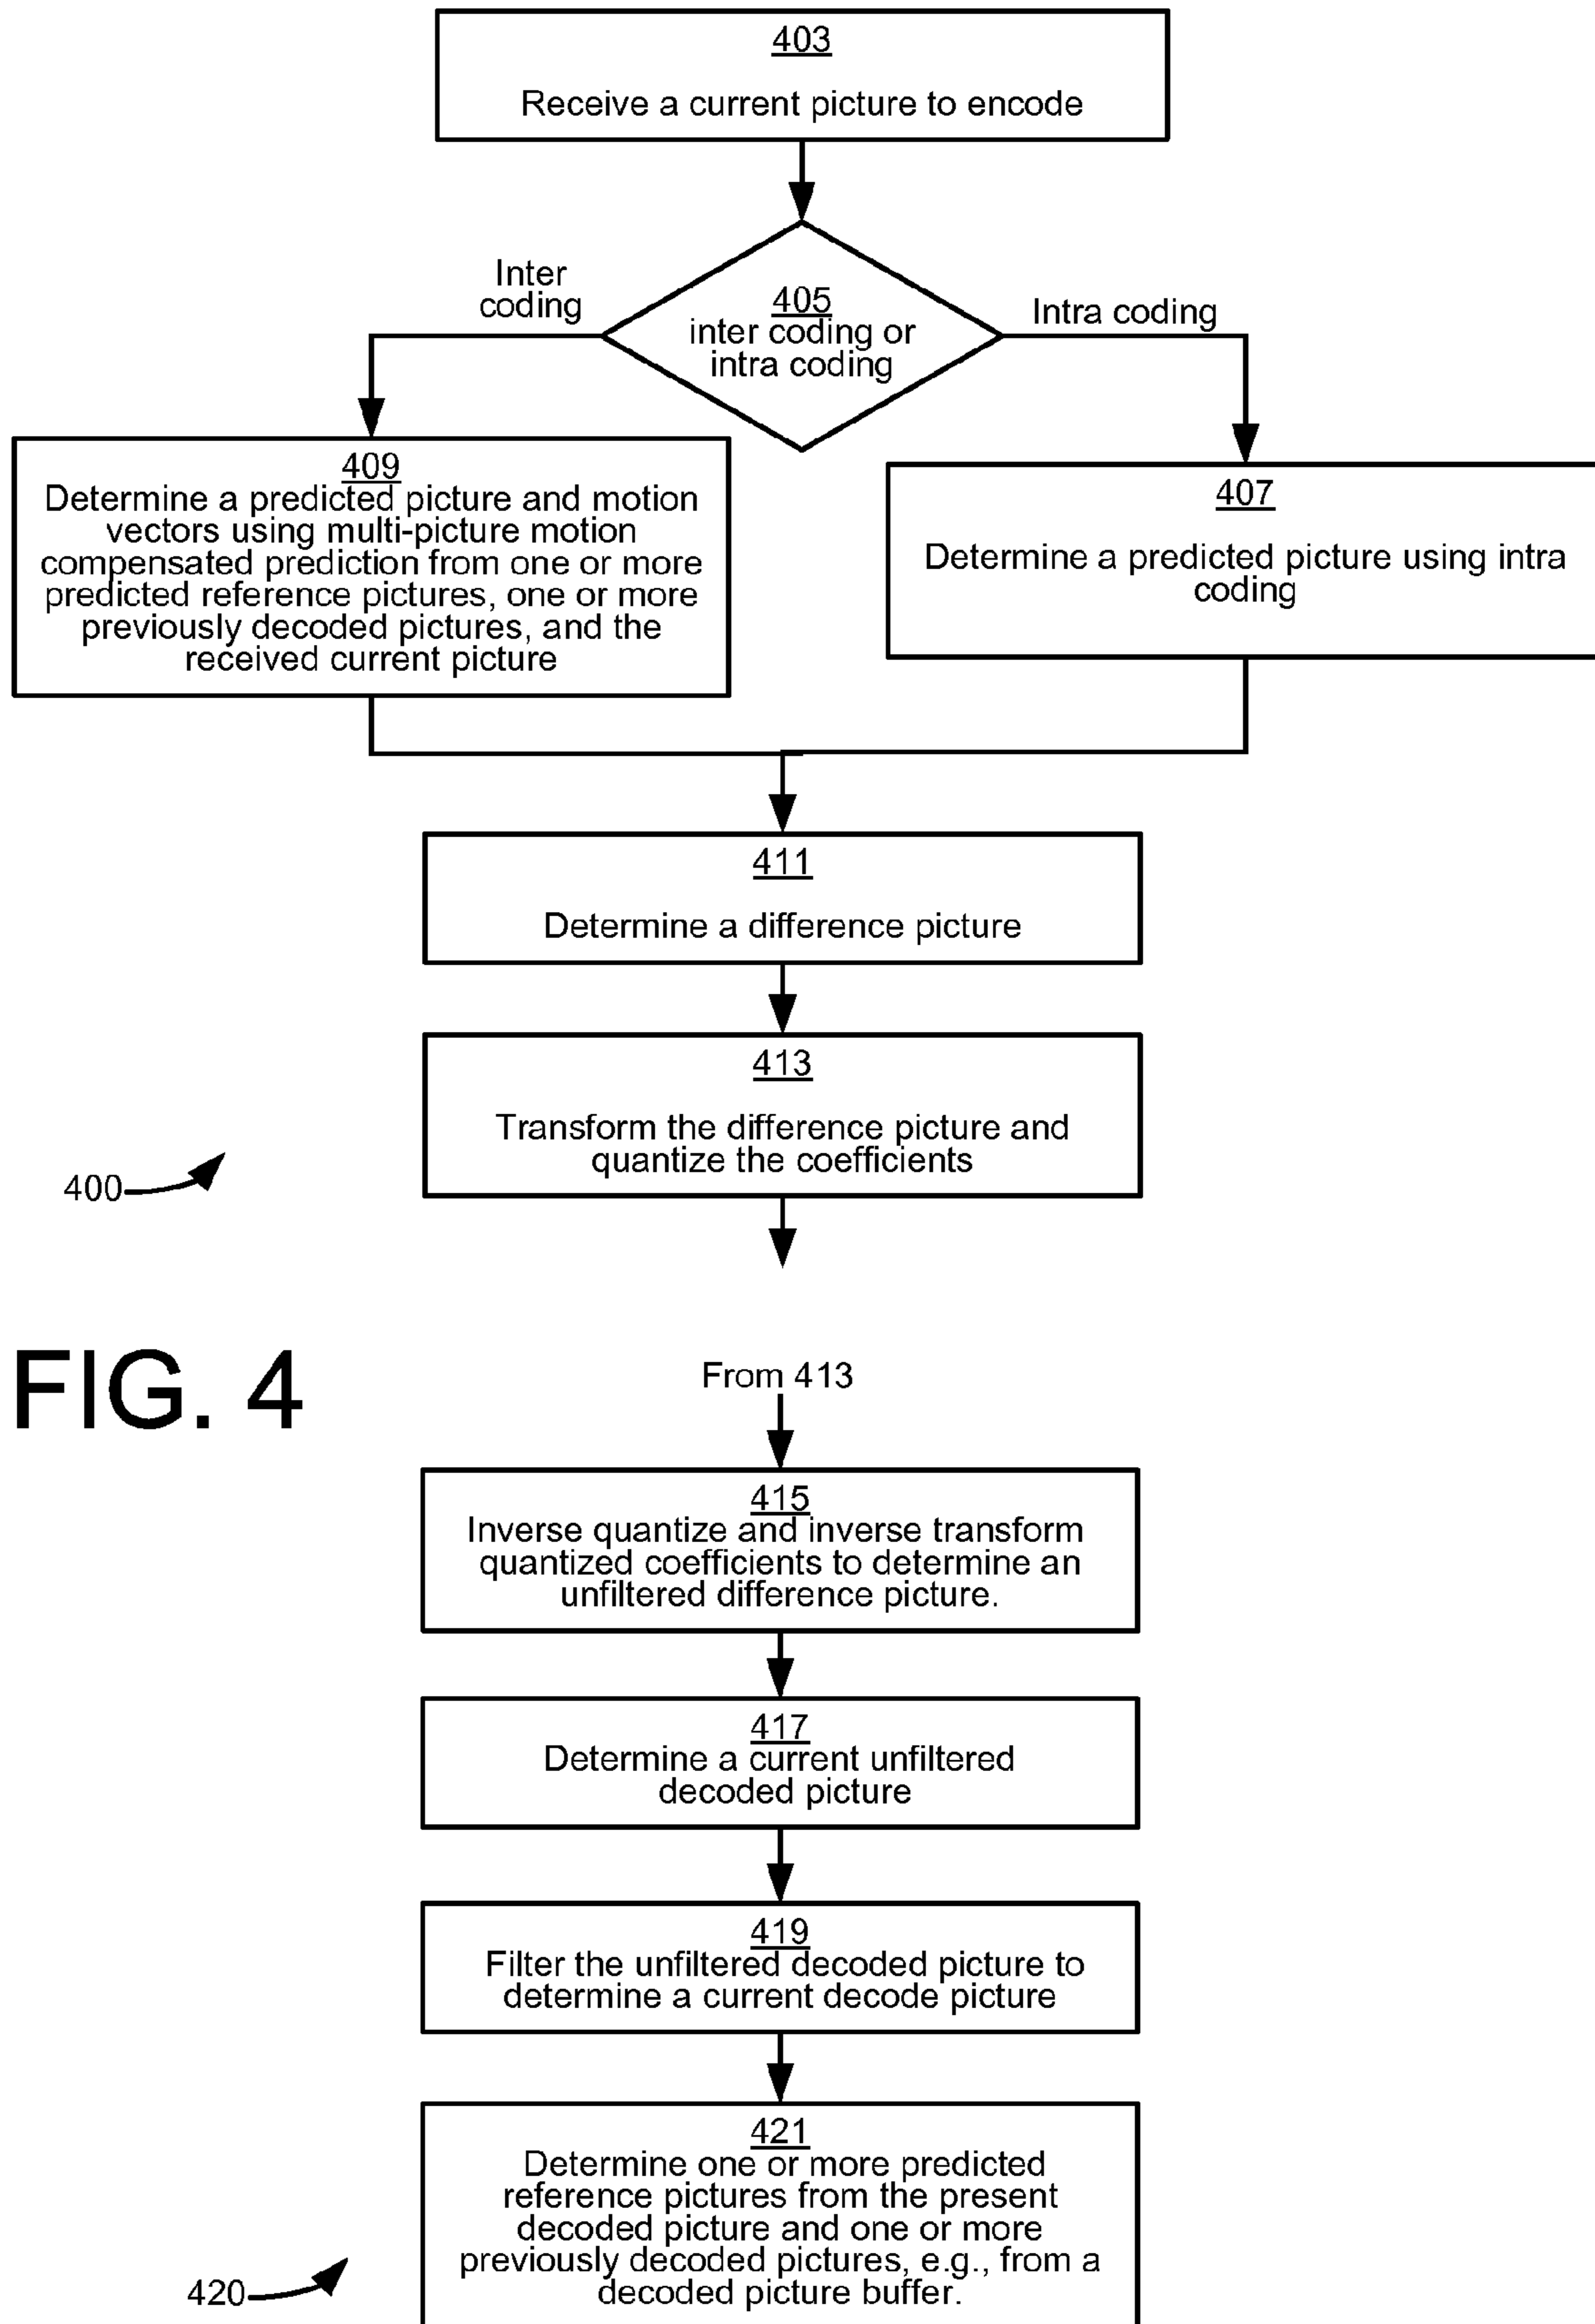 403
Receive a current picture to encode
Inter
coding
405
inter coding or
intra coding
Intra coding
409
Determine a predicted picture and motion
vectors using multi-picture motion
compensated prediction from one or more
predicted reference pictures, one or more
previously decoded pictures, and the
received current picture
407
Determine a predicted picture using intra
coding
411
Determine a difference picture
413
Transform the difference picture and
quantize the coefficients
400
FIG. 4
From 413
415
Inverse quantize and inverse transform
quantized coefficients to determine an
unfiltered difference picture.
417
Determine a current unfiltered
decoded picture
419
Filter the unfiltered decoded picture to
determine a current decode picture
421
Determine one or more predicted
reference pictures from the present
decoded picture and one or more
previously decoded pictures, e.g., from a
decoded picture buffer.
420